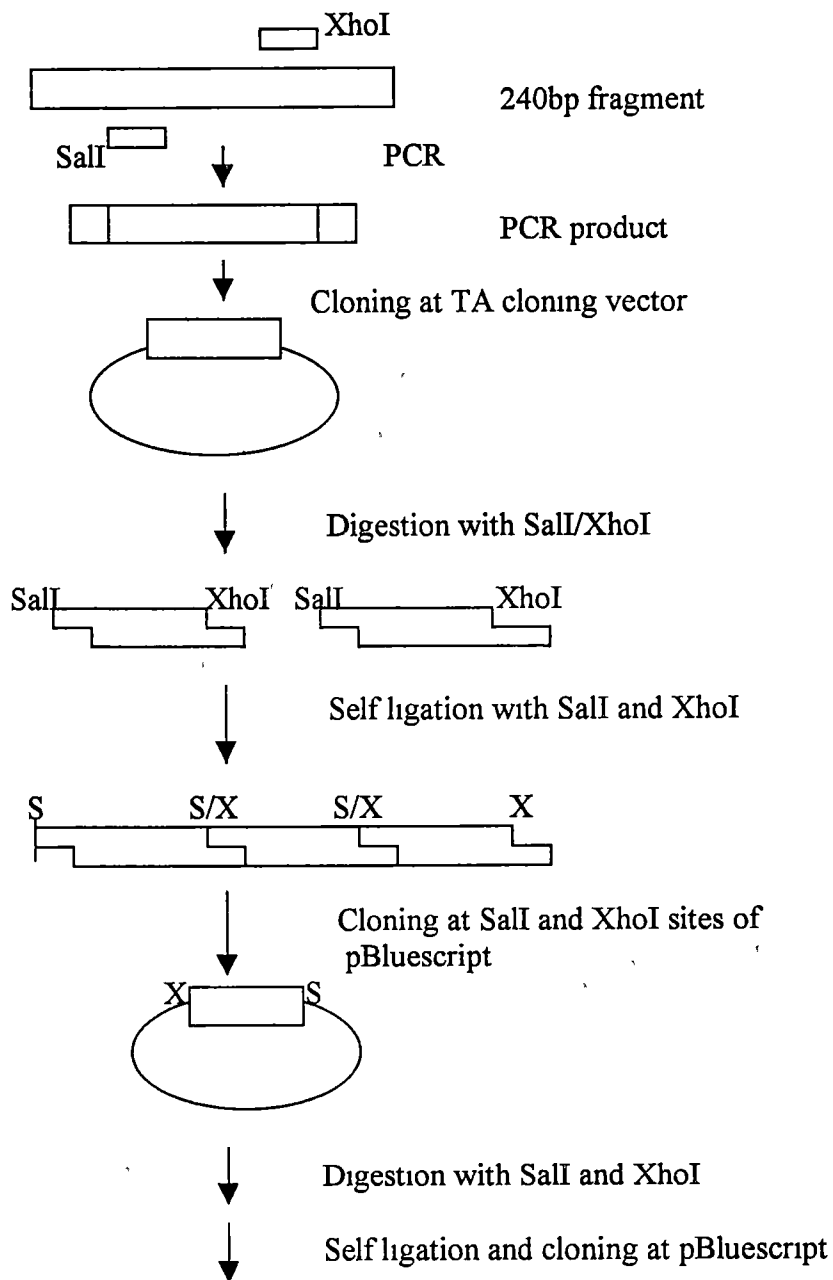 XhoI
240bp fragment
SalI
PCR
PCR product
Cloning at TA cloning vector
Digestion with SalI/XhoI
SalI XhoI SalI XhoI
Self ligation with SalI and XhoI
S S/X S/X X
Cloning at SalI and XhoI sites of
pBluescript
X S
Digestion with SalI and XhoI
Self ligation and cloning at pBluescript